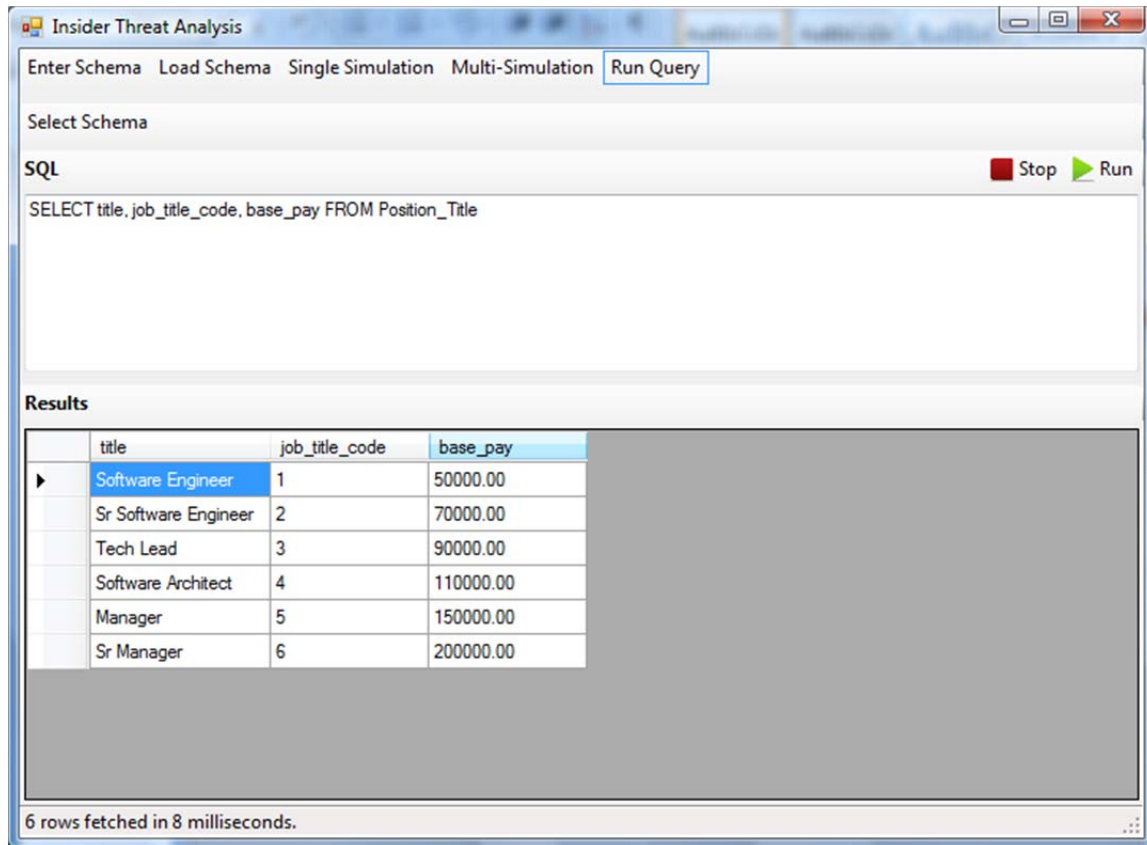 Insider Threat Analysis
Enter Schema Load Schema Single Simulation Multi-Simulation Run Query
Select Schema
SQL Stop Run
SELECT title, job_title_code, base_pay FROM Position_Title
Results
title job_title_code base_pay
Software Engineer 1 50000.00
Sr Software Engineer 2 70000.00
Tech Lead 3 90000.00
Software Architect 4 110000.00
Manager 5 150000.00
Sr Manager 6 200000.00
6 rows fetched in 8 milliseconds.